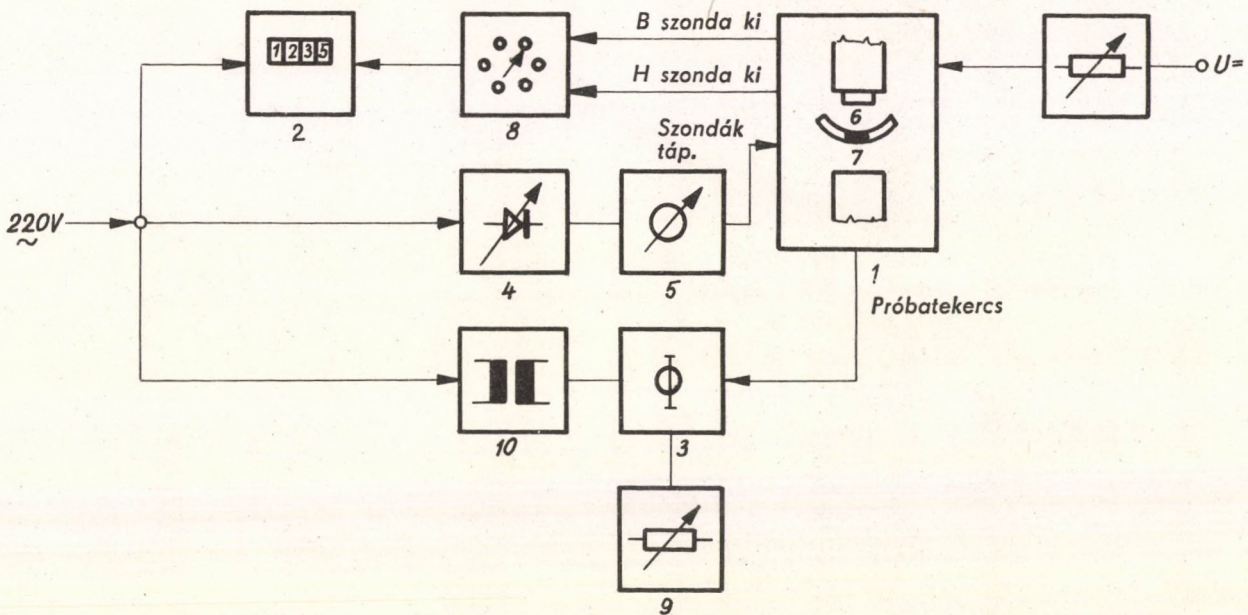 B szonda ki
H szonda ki
1235
2
8
6
7
U=
Szondák
táp.
220V
~
4
5
1
Próbatekercs
10
3
9